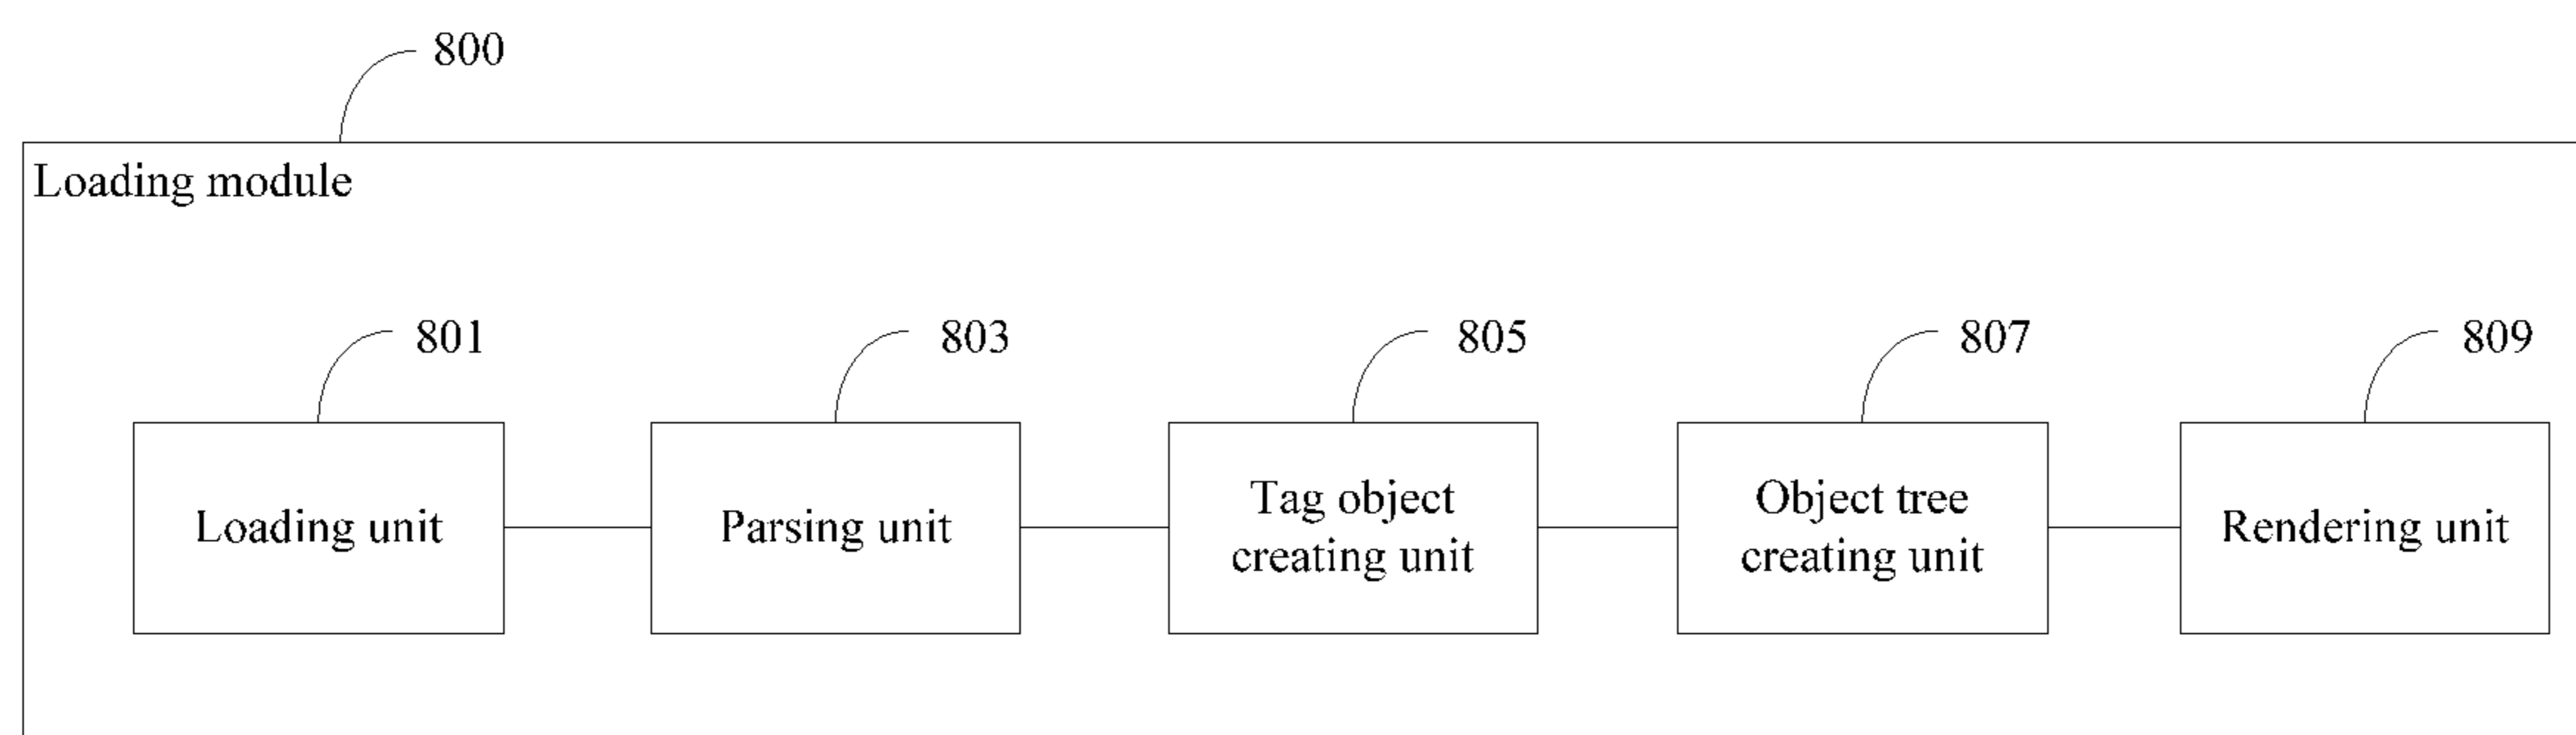 800
Loading module
801
803
805
807
809
Loading unit
Parsing unit
Tag object
creating unit
Object tree
creating unit
Rendering unit